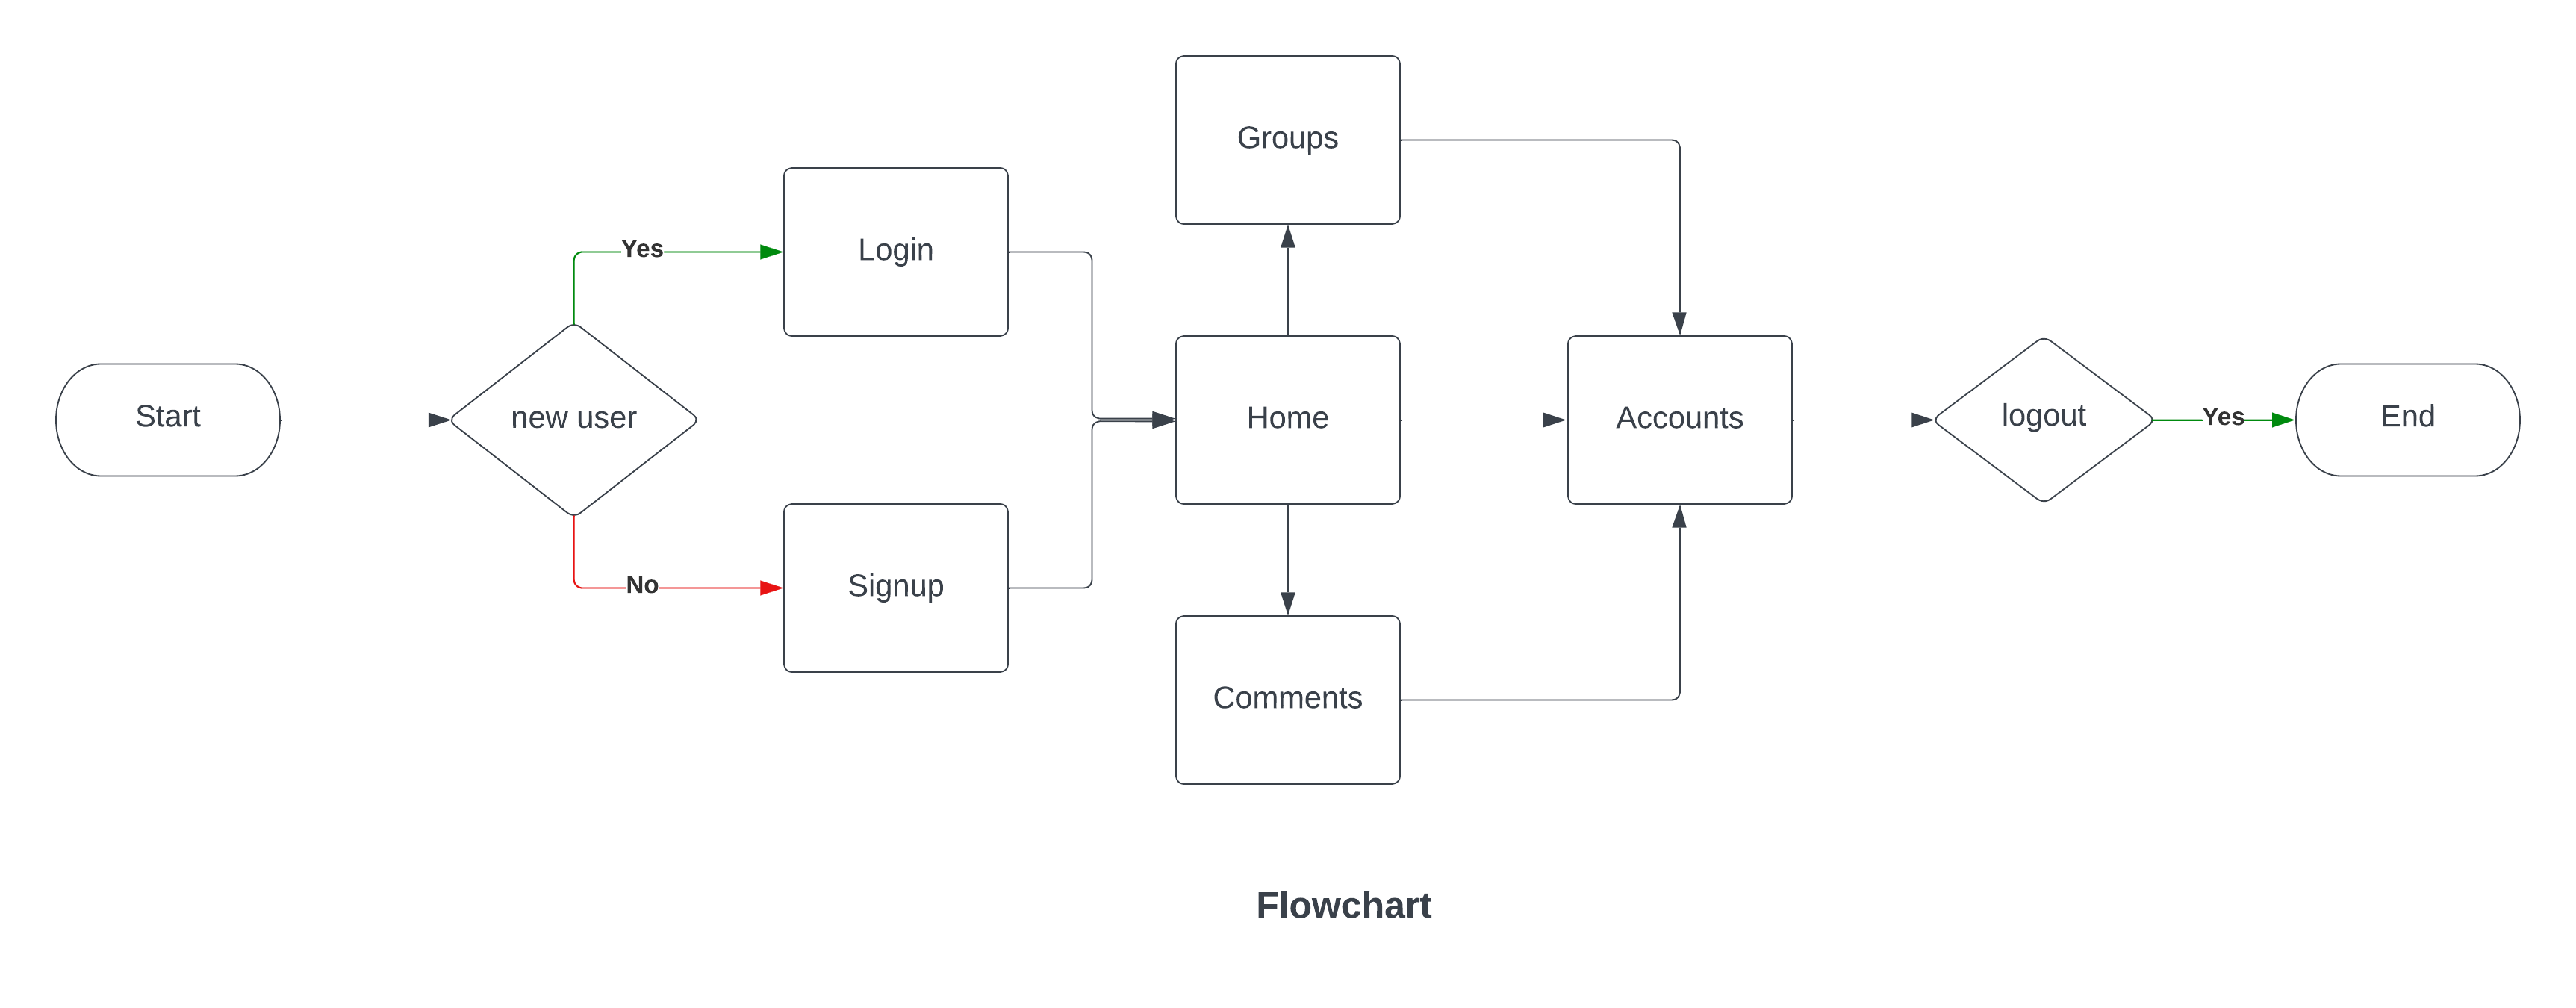 Start
new user
Yes
No
Login
Signup
Groups
Home
Comments
Accounts
logout
Yes
End
Flowchart